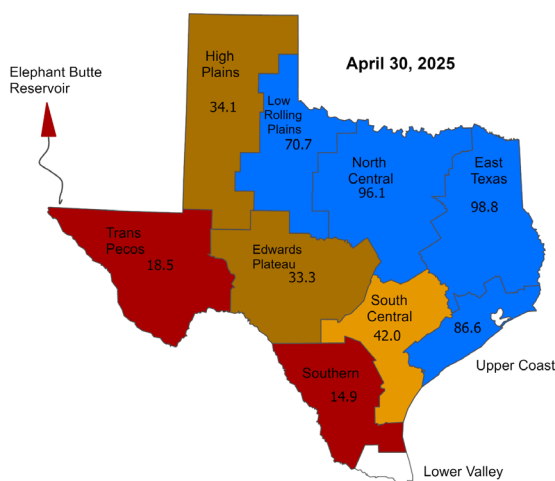 April 30, 2025
Elephant Butte
Reservoir
High
Plains
34.1
Low
Rolling
Plains
70.7
North
Central
96.1
East
Texas
98.8
Trans
Pecos
18.5
Edwards
Plateau
33.3
South
Central
42.0
86.6
Upper Coast
Southern
14.9
Lower Valley